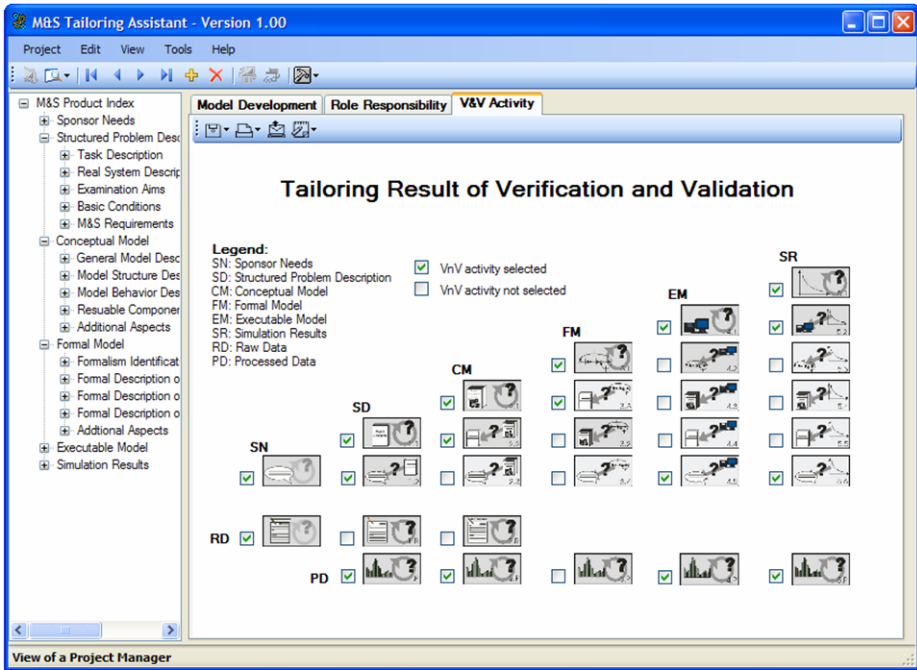 M&S Tailoring Assistant - Version 1.00
Project Edit View Tools Help
M&S Product Index
Sponsor Needs
Structured Problem Desc
Task Description
Real System Descrip
Examination Aims
Basic Conditions
M&S Requirements
Conceptual Model
General Model Desc
Model Structure Des
Model Behavior Des
Resuable Componer
Additional Aspects
Formal Model
Formalism Identificat
Formal Description o
Formal Description o
Formal Description o
Addtional Aspects
Executable Model
Simulation Results
Model Development Role Responsibility V&V Activity
Tailoring Result of Verification and Validation
Legend:
SN: Sponsor Needs
SD: Structured Problem Description
CM: Conceptual Model
FM: Formal Model
EM: Executable Model
SR: Simulation Results
RD: Raw Data
PD: Processed Data
VnV activity selected
VnV activity not selected
SR
EM
FM
CM
SD
SN
RD
PD
View of a Project Manager